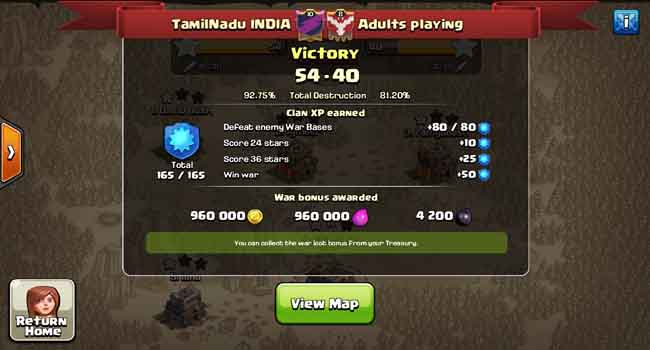 TamilNadu INDIA 10 8 Adults playing
i
Victory
54 - 40
92.75% Total Destruction 81.20%
Clan XP earned
Defeat enemy War Bases +80 / 80
Score 24 stars +10
Score 36 stars +25
Win war +50
Total
165 / 165
War bonus awarded
960 000 960 000 4 200
You can collect the war loot bonus from your Treasury.
View Map
Return
Home